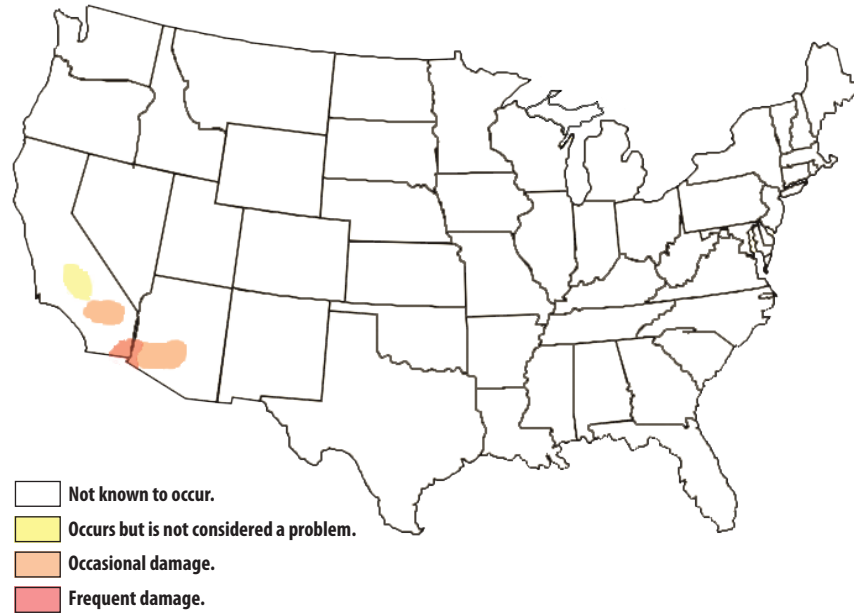 Not known to occur.
Occurs but is not considered a problem.
Occasional damage.
Frequent damage.